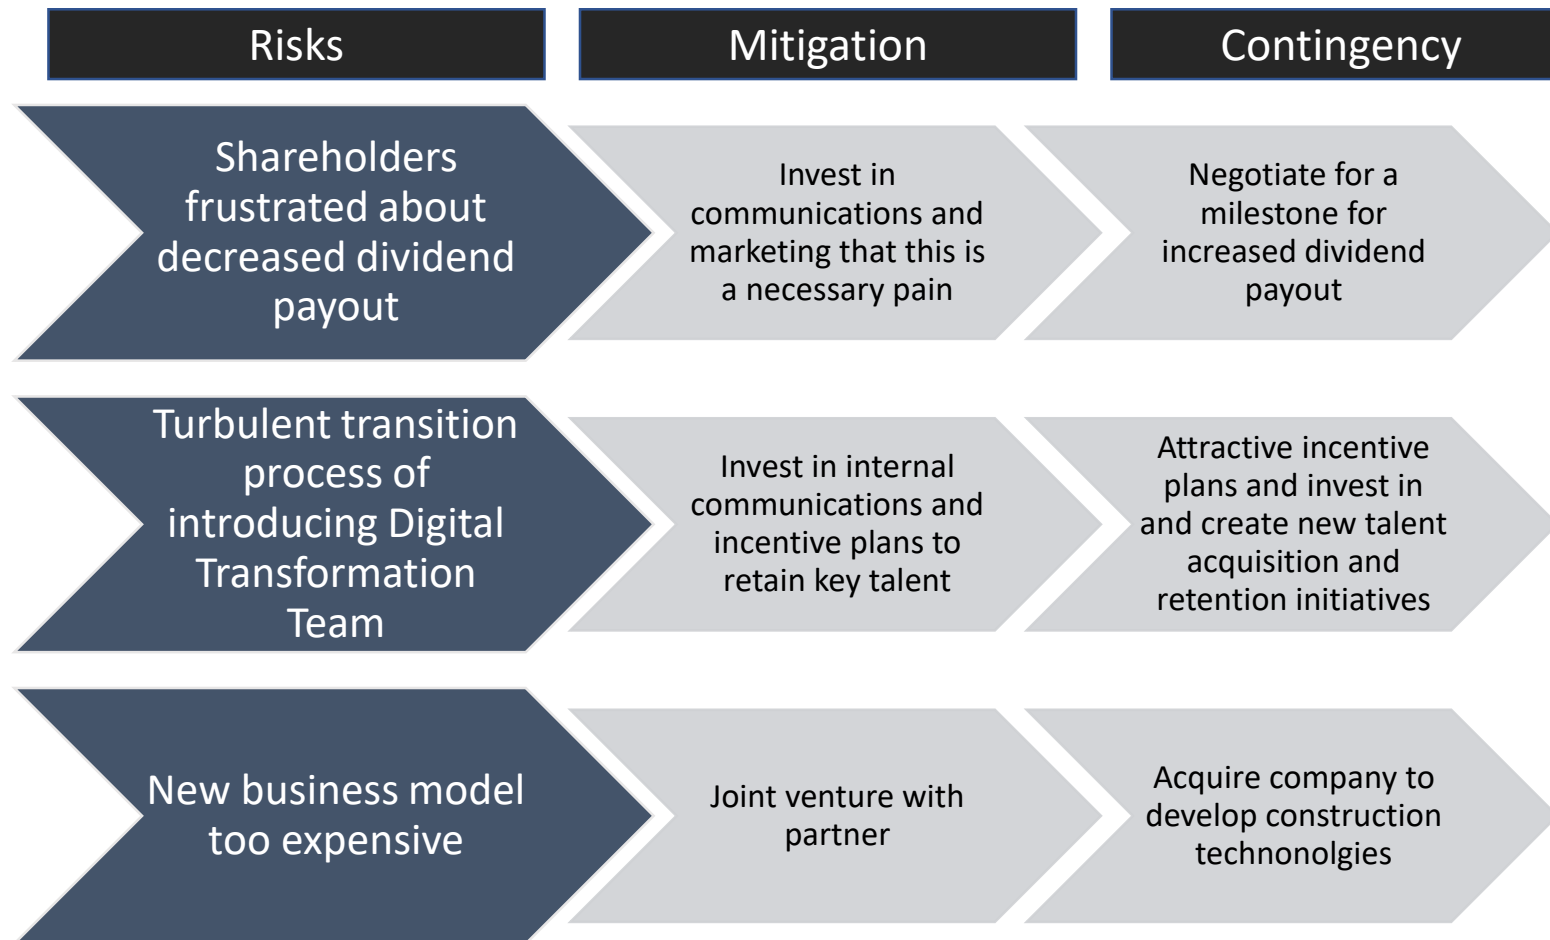 Risks
Mitigation
Contingency
Shareholders
frustrated about
decreased dividend
payout
Invest in
communications and
marketing that this is
a necessary pain
Negotiate for a
milestone for
increased dividend
payout
Turbulent transition
process of
introducing Digital
Transformation
Team
Invest in internal
communications and
incentive plans to
retain key talent
Attractive incentive
plans and invest in
and create new talent
acquisition and
retention initiatives
New business model
too expensive
Joint venture with
partner
Acquire company to
develop construction
technonolgies